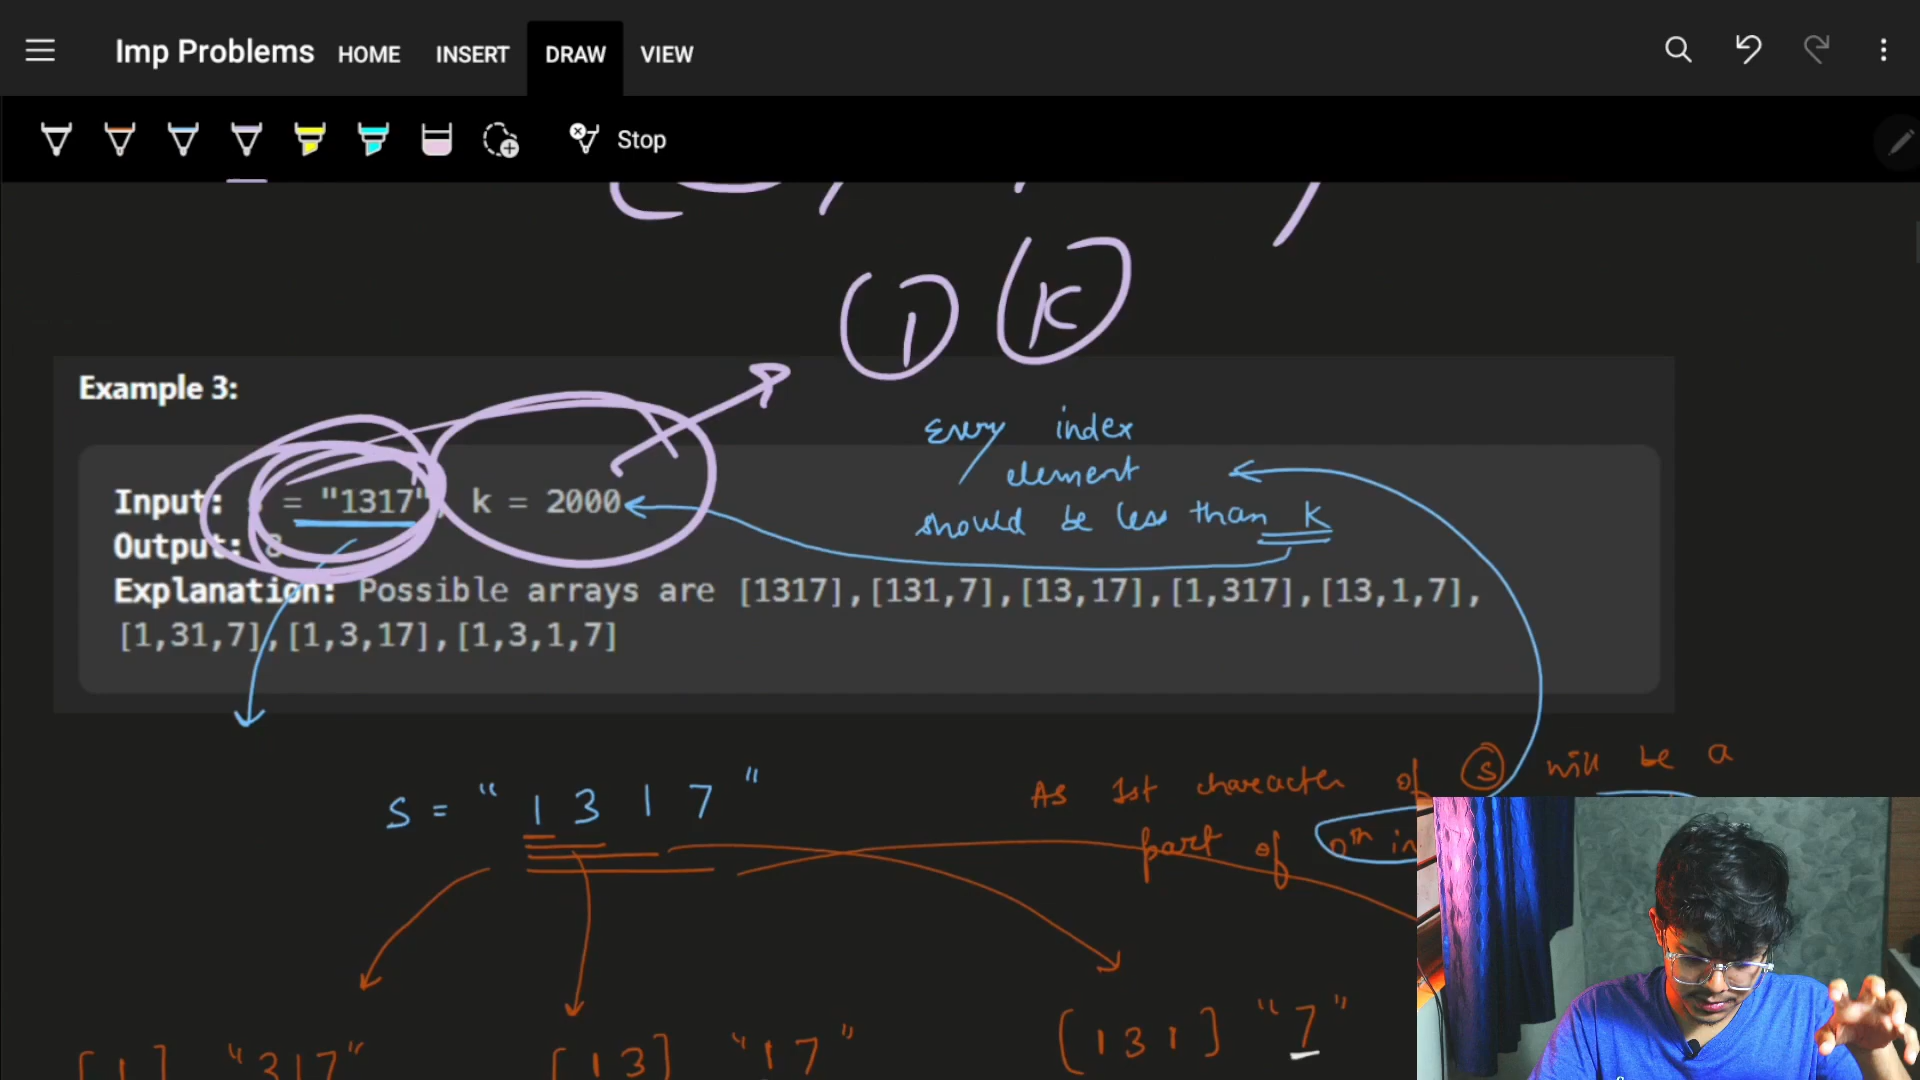 Imp Problems HOME INSERT DRAW VIEW
Stop
1 K
Example 3:
Every index
element
should be less than K
Input: = "1317", k = 2000
Output: 8
Explanation: Possible arrays are [1317],[131,7],[13,17],[1,317],[13,1,7],
[1,31,7],[1,3,17],[1,3,1,7]
S = " 1 3 1 7 "
As 1st character of S will be a
part of 0th in
[1] "317"
[13] "17"
[131] "7"